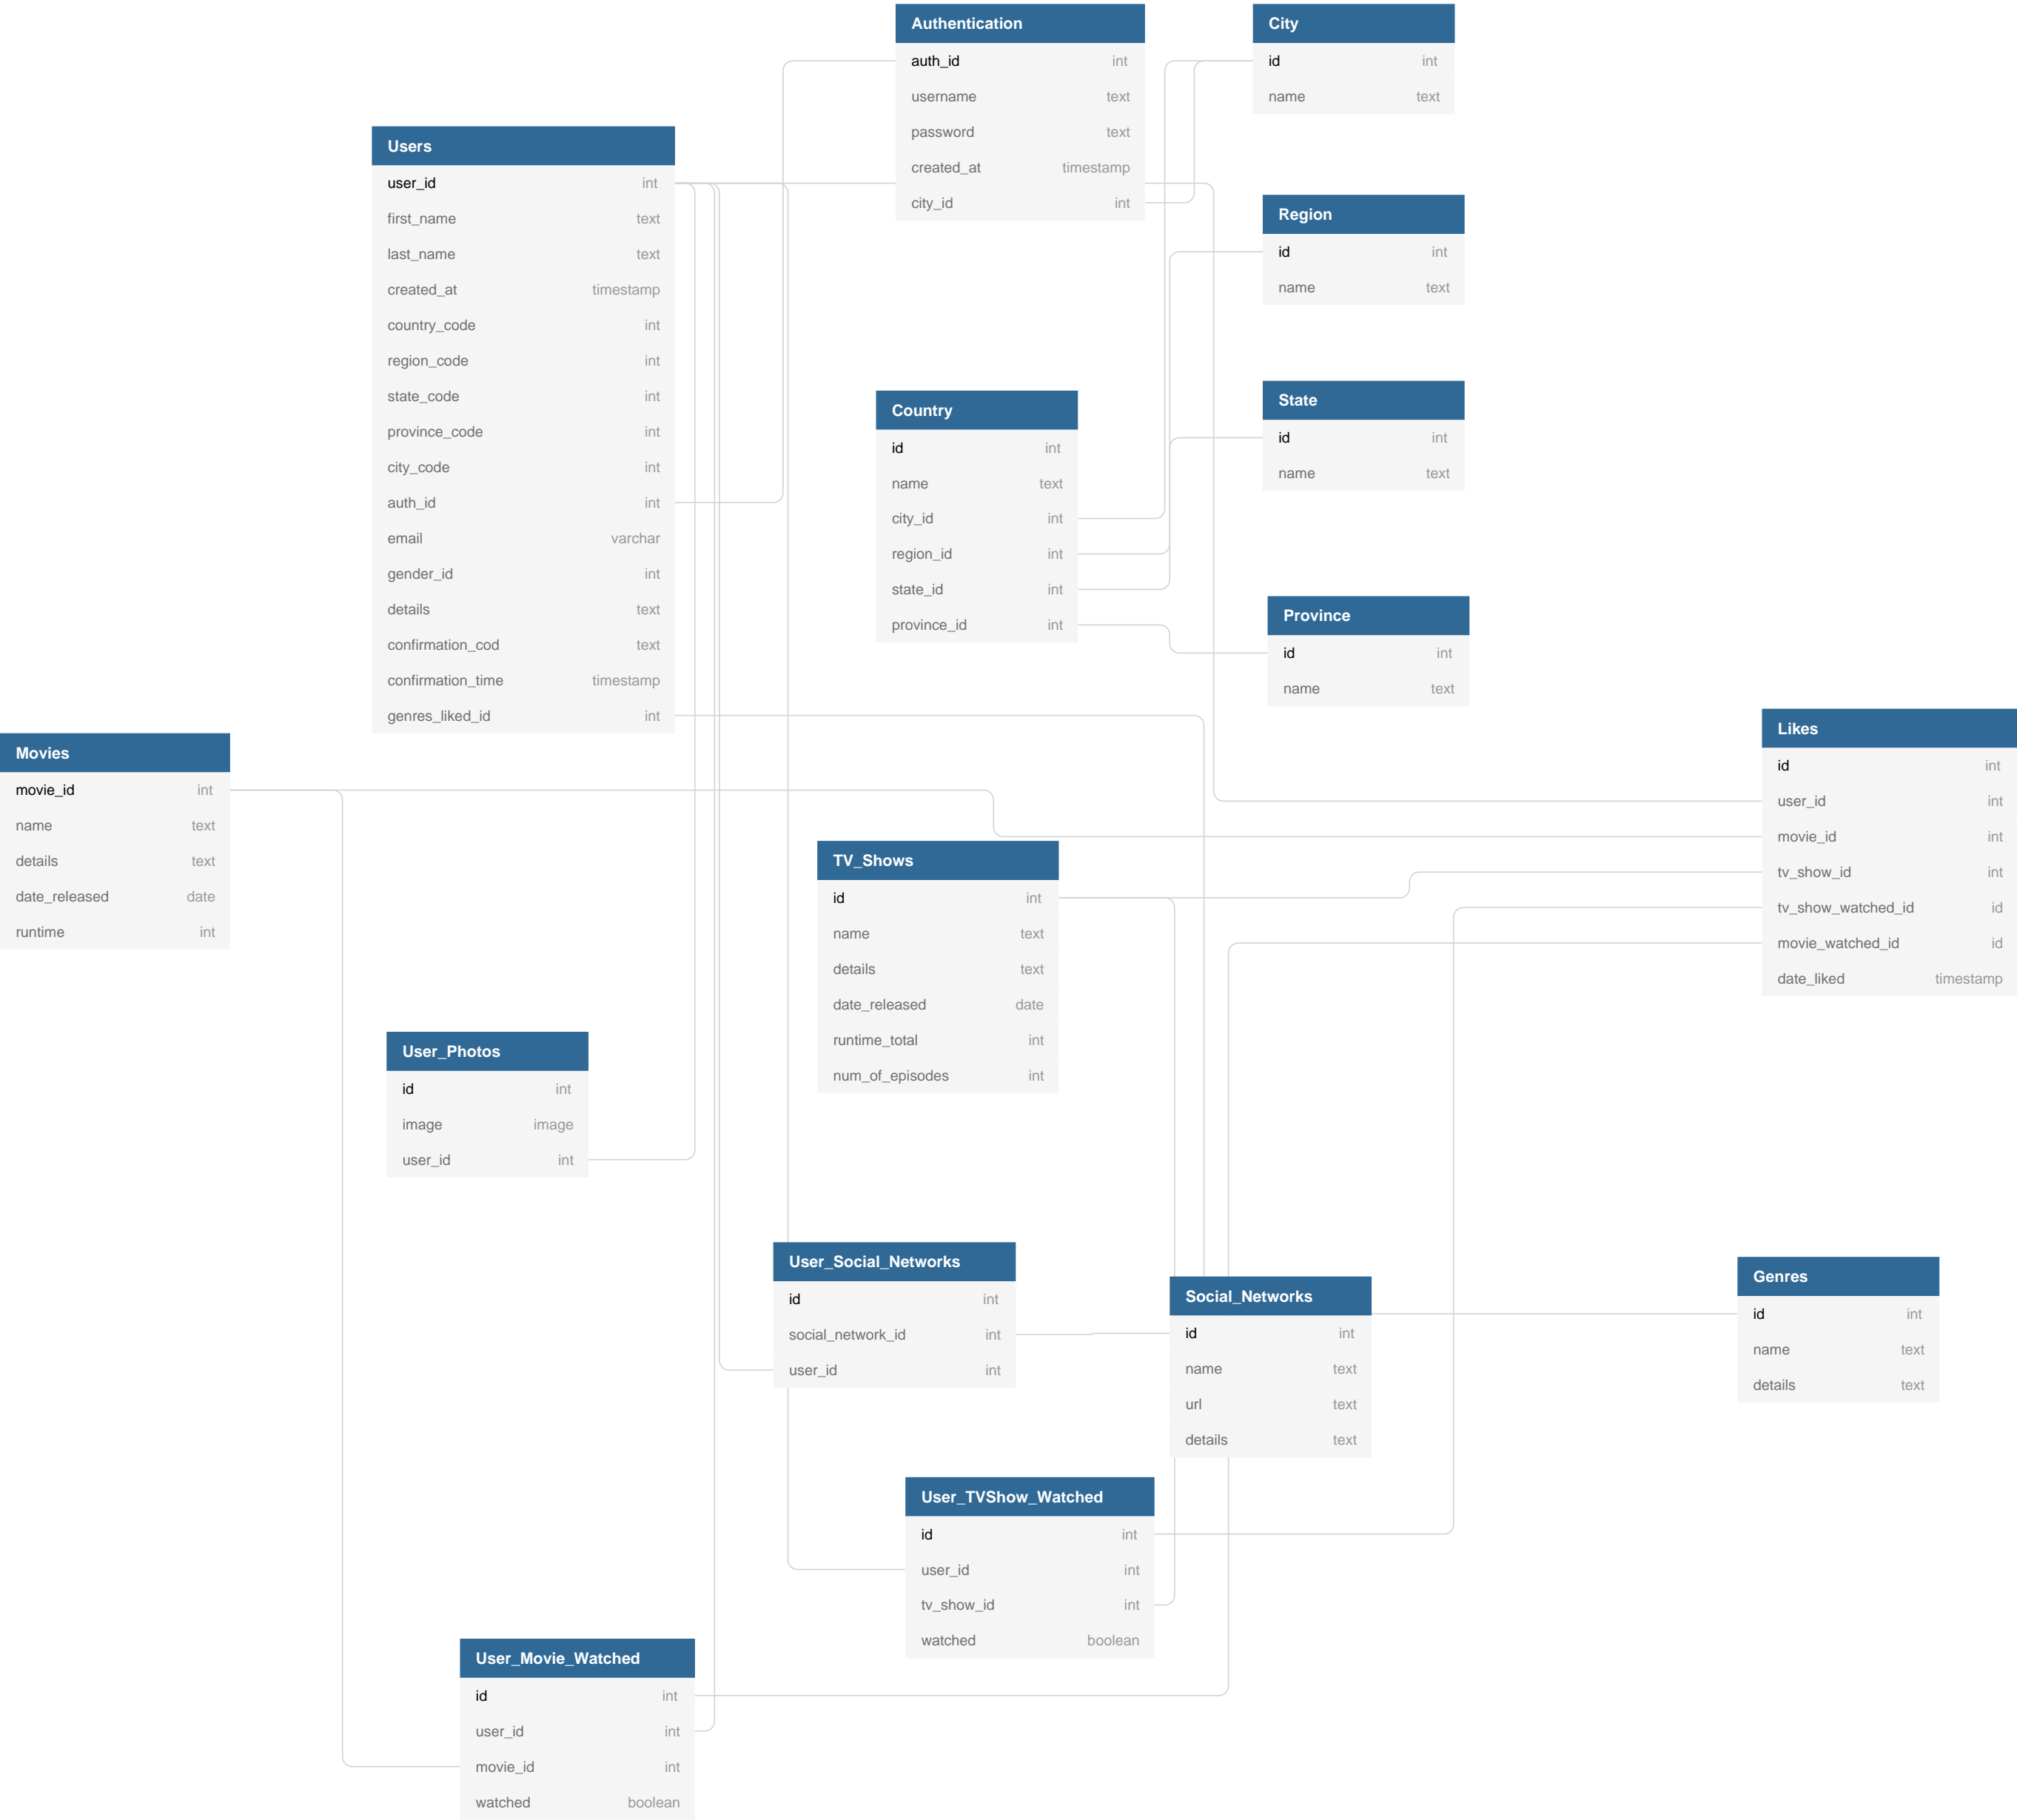 Authentication
auth_id int
username text
password text
created_at timestamp
city_id int
City
id int
name text
Users
user_id int
first_name text
last_name text
created_at timestamp
country_code int
region_code int
state_code int
province_code int
city_code int
auth_id int
email varchar
gender_id int
details text
confirmation_cod text
confirmation_time timestamp
genres_liked_id int
Region
id int
name text
Country
id int
name text
city_id int
region_id int
state_id int
province_id int
State
id int
name text
Province
id int
name text
Movies
movie_id int
name text
details text
date_released date
runtime int
Likes
id int
user_id int
movie_id int
tv_show_id int
tv_show_watched_id id
movie_watched_id id
date_liked timestamp
TV_Shows
id int
name text
details text
date_released date
runtime_total int
num_of_episodes int
User_Photos
id int
image image
user_id int
User_Social_Networks
id int
social_network_id int
user_id int
Social_Networks
id int
name text
url text
details text
Genres
id int
name text
details text
User_TVShow_Watched
id int
user_id int
tv_show_id int
watched boolean
User_Movie_Watched
id int
user_id int
movie_id int
watched boolean